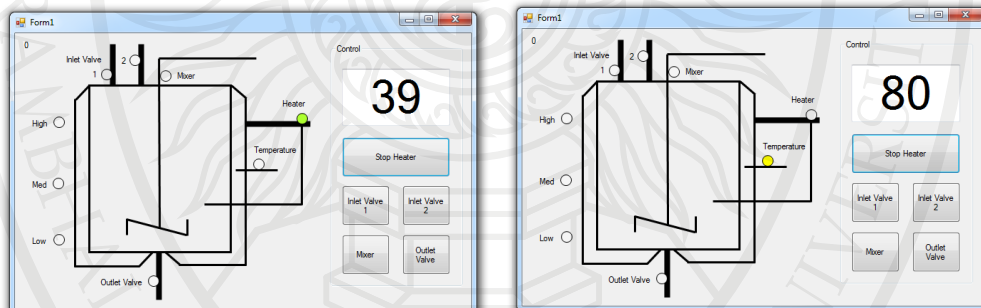 Form1
0
Control
Inlet Valve
1
2
Mixer
39
Heater
High
Stop Heater
Temperature
Med
Inlet Valve
1
Inlet Valve
2
Low
Mixer
Outlet
Valve
Outlet Valve
Form1
0
Control
Inlet Valve
1
2
Mixer
80
Heater
High
Stop Heater
Temperature
Med
Inlet Valve
1
Inlet Valve
2
Low
Mixer
Outlet
Valve
Outlet Valve